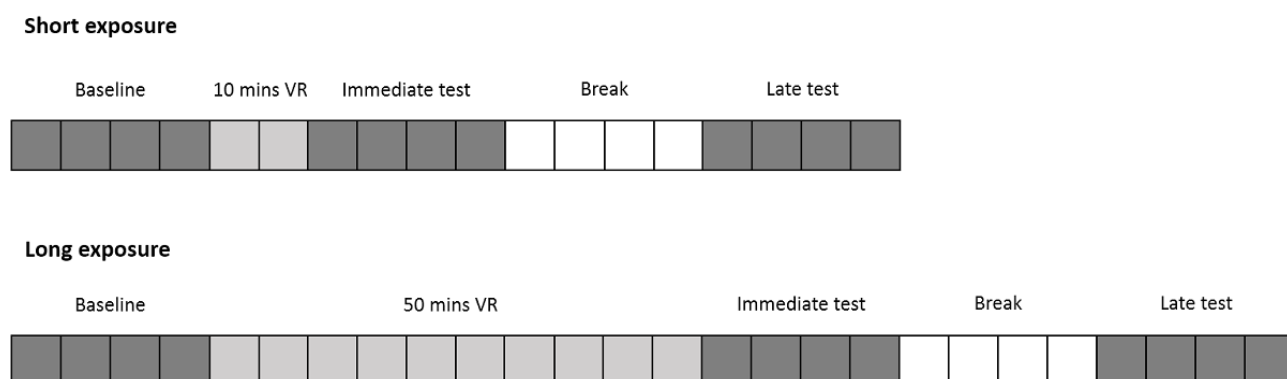 Short exposure
Baseline 10 mins VR Immediate test Break Late test
Long exposure
Baseline 50 mins VR Immediate test Break Late test